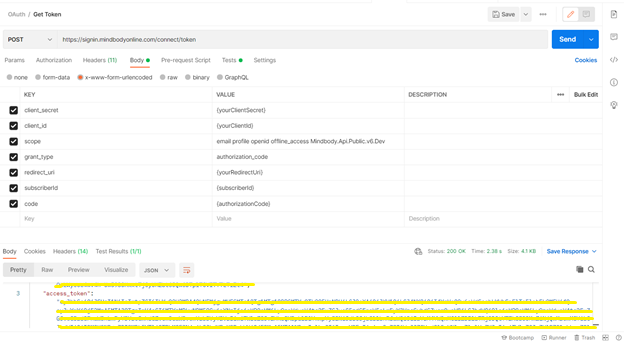 OAuth / Get Token
Save
POST
https://signin.mindbodyonline.com/connect/token
Send
Params Authorization Headers (11) Body Pre-request Script Tests Settings Cookies
none form-data x-www-form-urlencoded raw binary GraphQL
KEY VALUE DESCRIPTION Bulk Edit
client_secret {yourClientSecret}
client_id {yourClientId}
scope email profile openid offline_access Mindbody.Api.Public.v6.Dev
grant_type authorization_code
redirect_uri {yourRedirectUri}
subscriberId {subscriberId}
code {authorizationCode}
Key Value Description
Body Cookies Headers (14) Test Results (1/1) Status: 200 OK Time: 2.38 s Size: 4.1 KB Save Response
Pretty Raw Preview Visualize JSON
3 "access_token":
Bootcamp Runner Trash